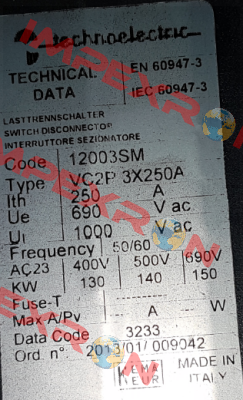 technoelectric
TECHNICAL DATA
EN 60947-3
IEC 60947-3
LASTTRENNSCHALTER
SWITCH DISCONNECTOR
INTERRUTTORE SEZIONATORE
Code 12003SM
Type VC2P 3X250A
Ith 250 A
Ue 690 V ac
Ui 1000 V ac
Frequency 50/60
AC23 400V 500V 690V
KW 130 140 150
Fuse-T
Max A/Pv — A — W
Data Code 3233
Ord. n° 2013/01/009042
KEMA KEUR
MADE IN ITALY
IMPEXRON